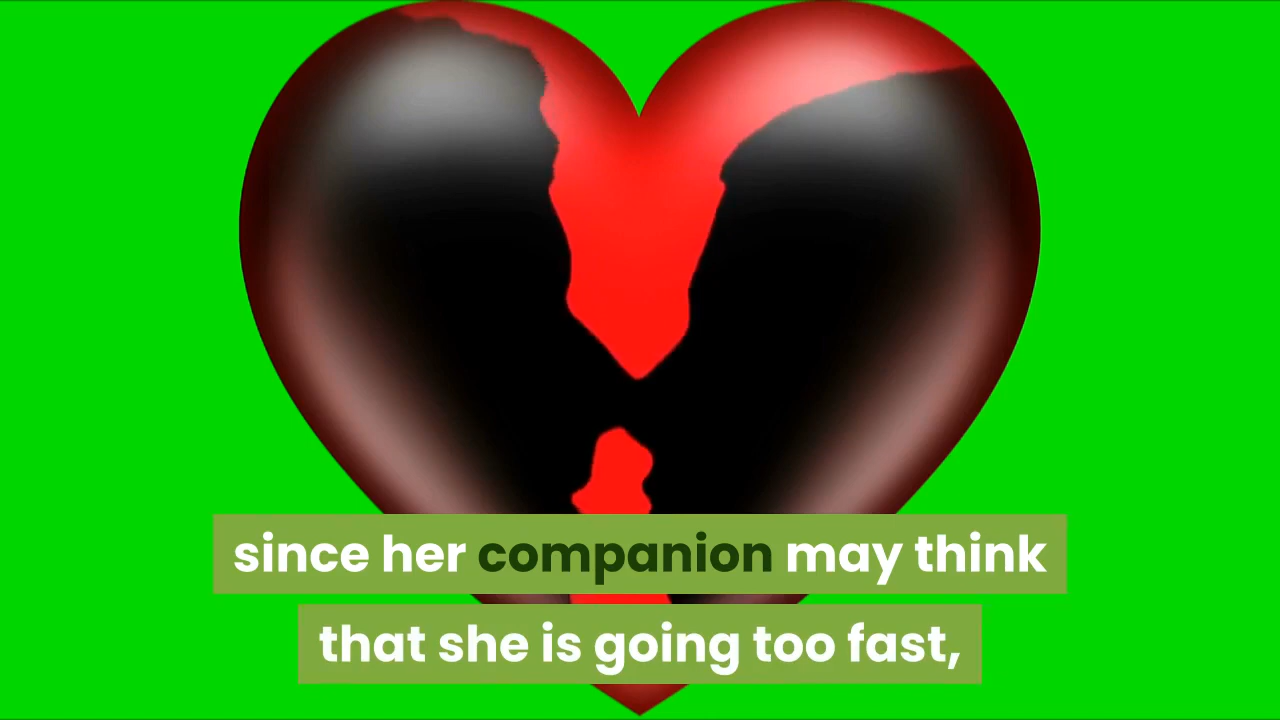 since her companion may think
that she is going too fast,